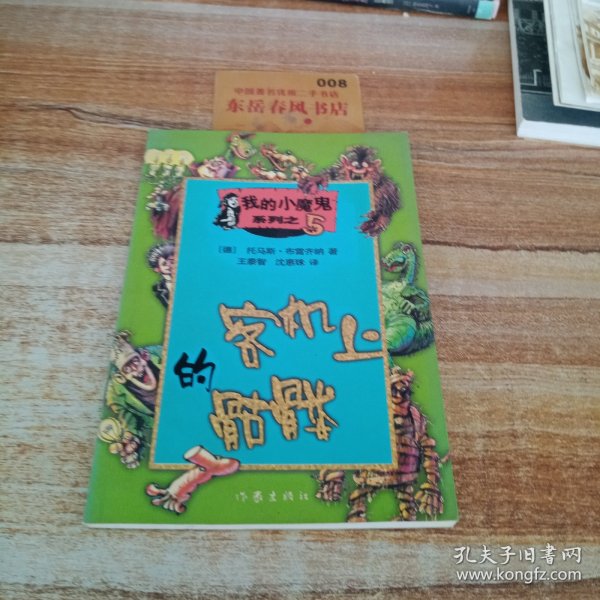 008
中国著名连锁二手书店
东岳春风书店
我的小魔鬼
系列之5
［德］ 托马斯·布雷齐纳 著
王泰智 沈惠珠 译
的
骷髅
作家出版社
孔夫子旧书网
www.kongfz.com